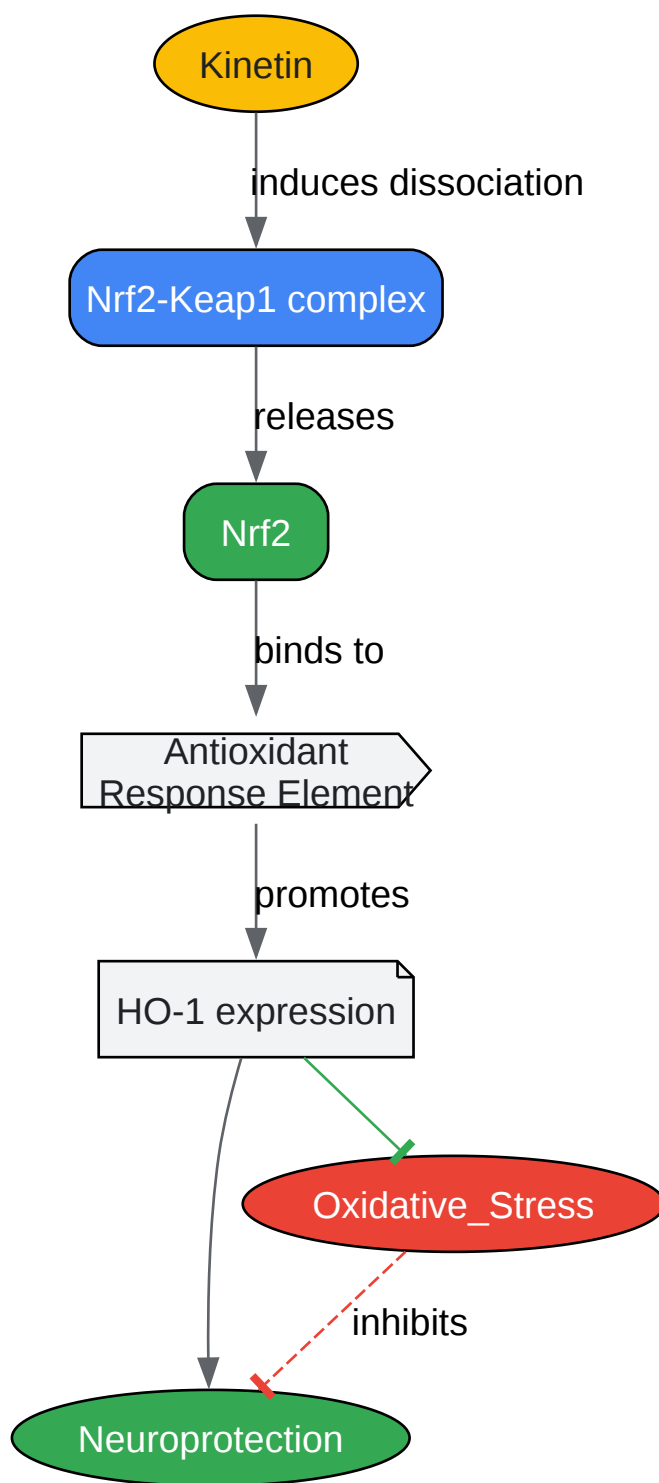 Kinetin
induces dissociation
Nrf2-Keap1 complex
releases
Nrf2
binds to
Antioxidant
Response Element
promotes
HO-1 expression
Oxidative_Stress
inhibits
Neuroprotection